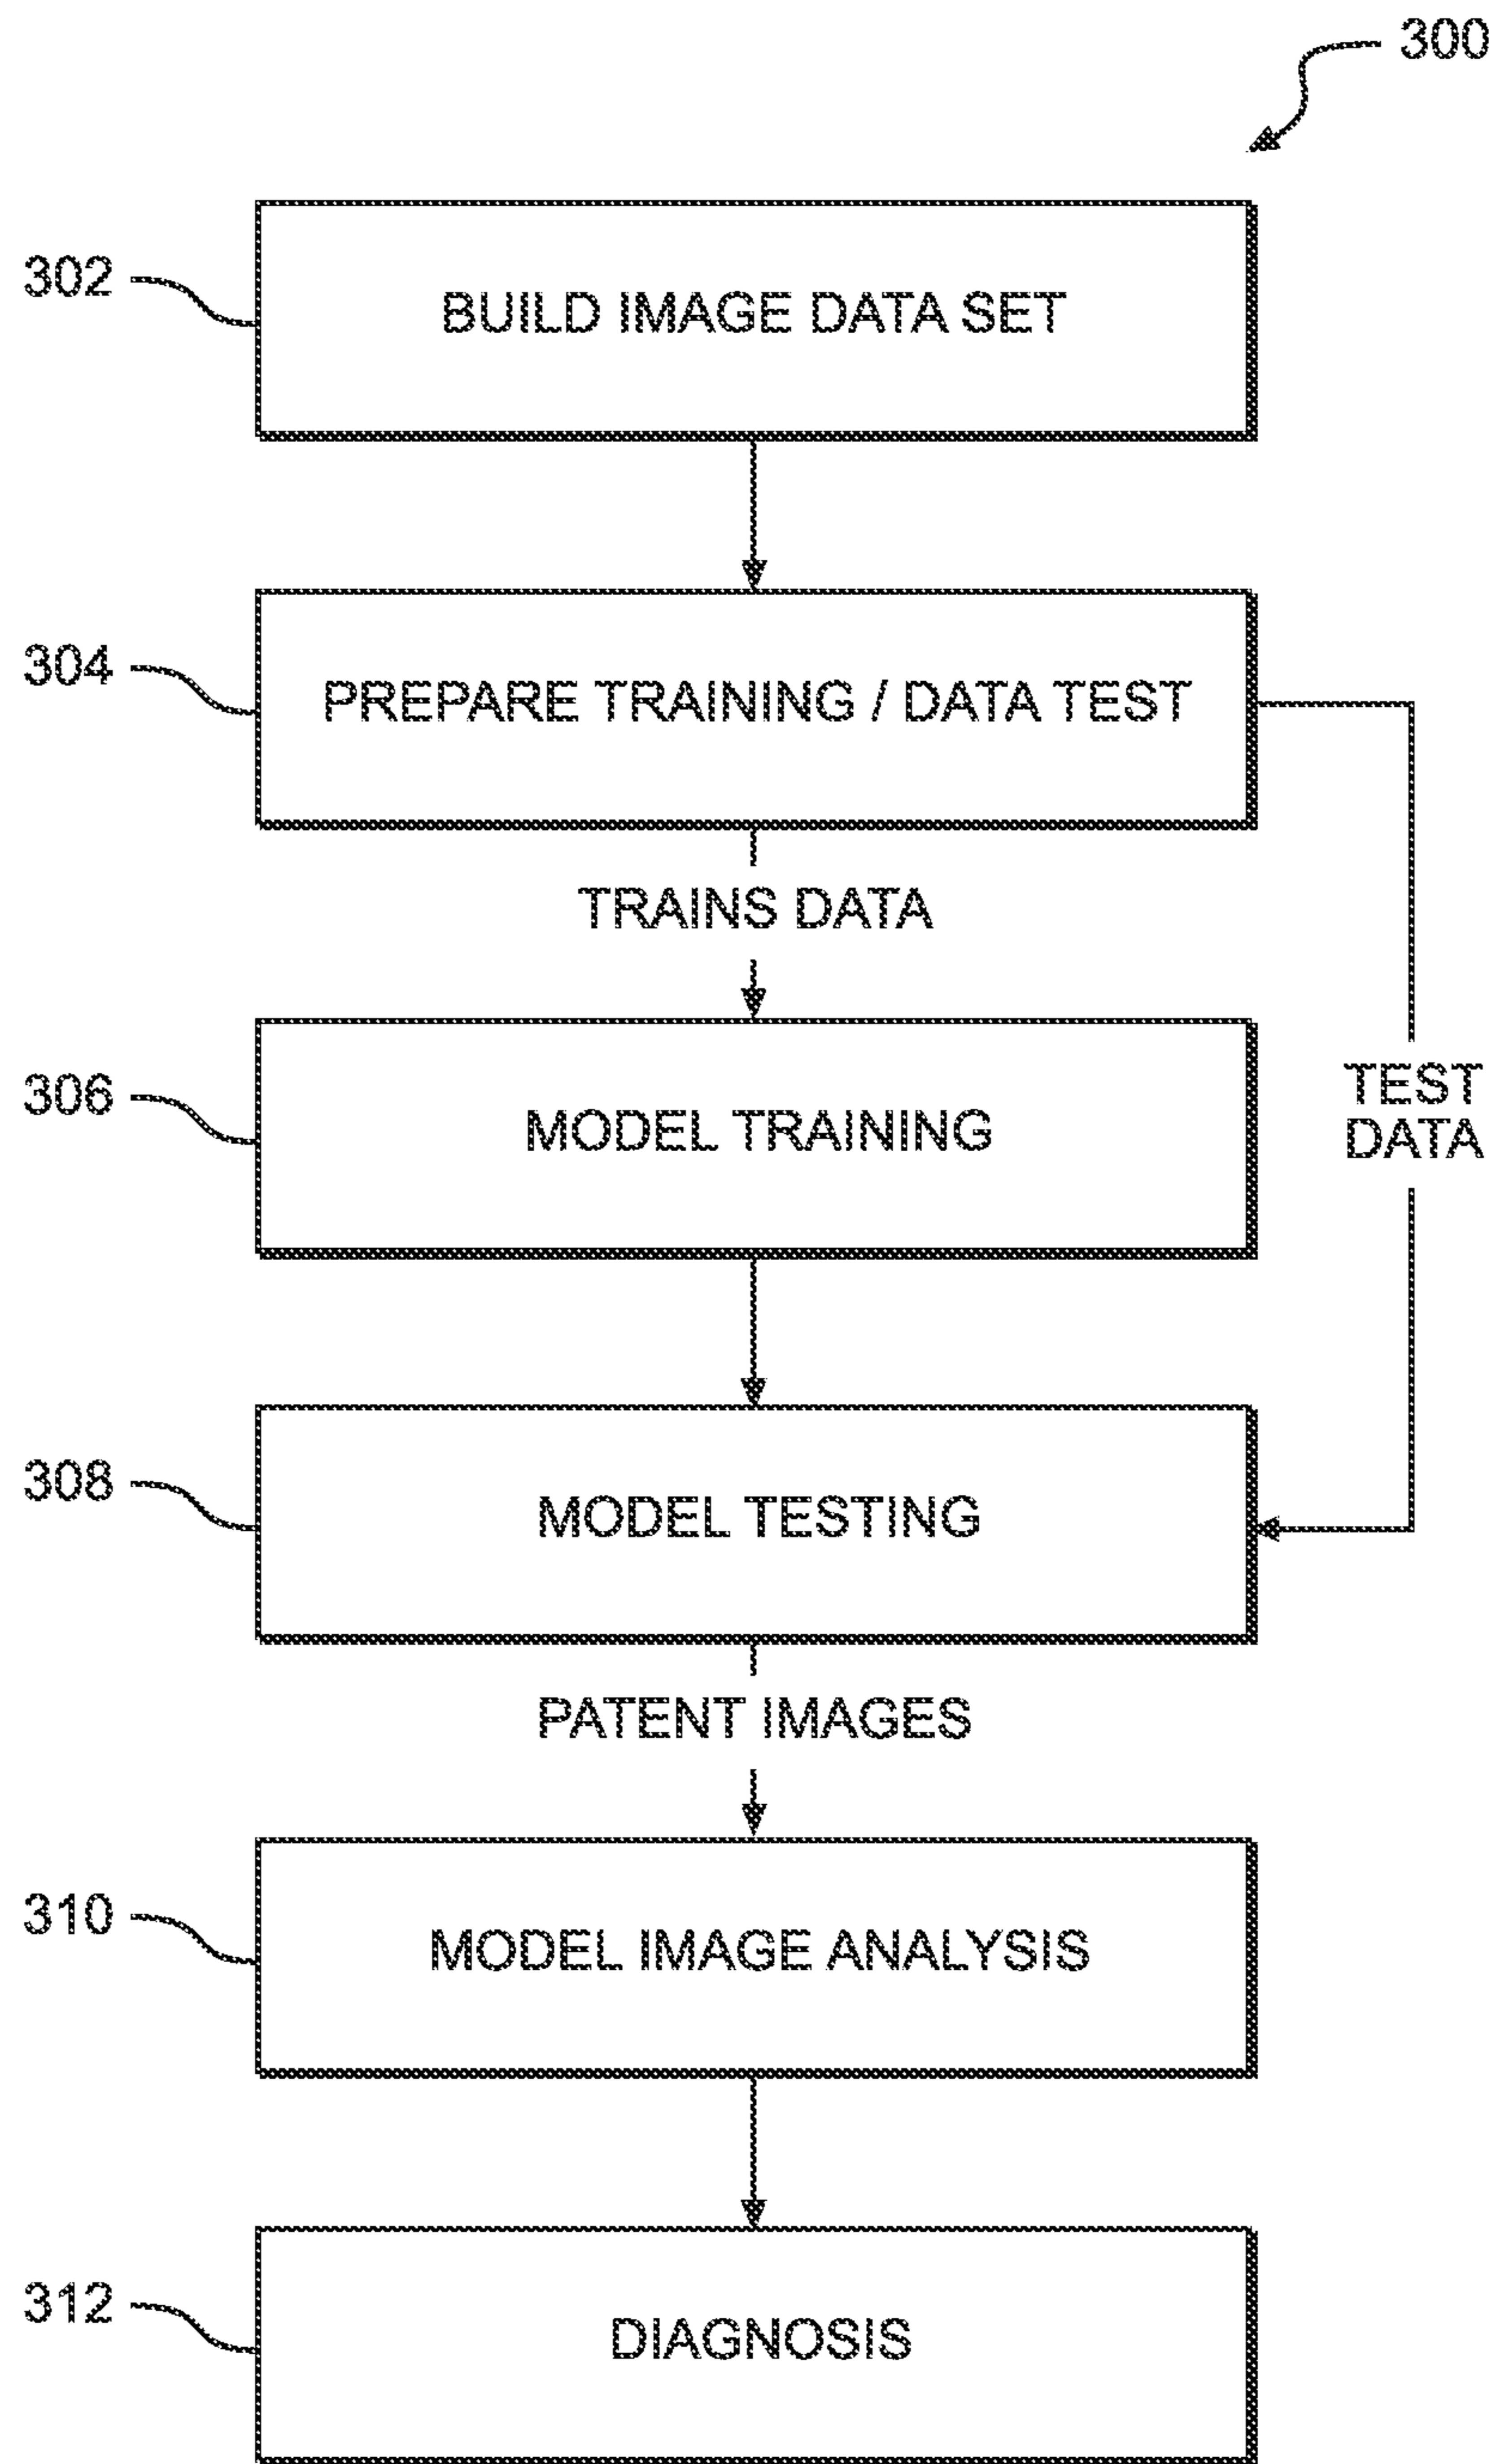 300
302
BUILD IMAGE DATA SET
304
PREPARE TRAINING / DATA TEST
TRAINS DATA
306
MODEL TRAINING
TEST
DATA
308
MODEL TESTING
PATENT IMAGES
310
MODEL IMAGE ANALYSIS
312
DIAGNOSIS